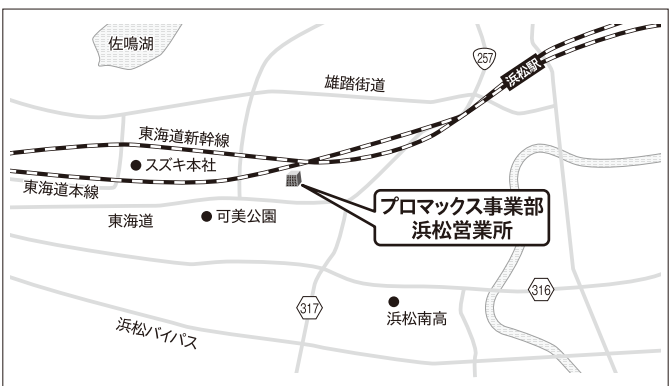 佐鳴湖
257
浜松駅
雄踏街道
東海道新幹線
スズキ本社
東海道本線
プロマックス事業部
浜松営業所
東海道
可美公園
316
317
浜松南高
浜松バイパス